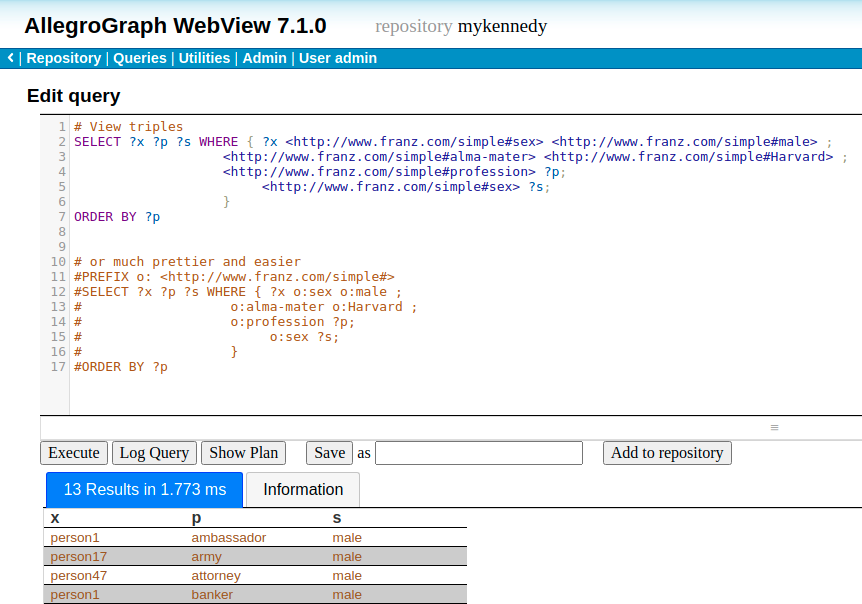 AllegroGraph WebView 7.1.0 repository mykennedy
< | Repository | Queries | Utilities | Admin | User admin
Edit query
1 # View triples
2 SELECT ?x ?p ?s WHERE { ?x <http://www.franz.com/simple#sex> <http://www.franz.com/simple#male> ;
3 <http://www.franz.com/simple#alma-mater> <http://www.franz.com/simple#Harvard> ;
4 <http://www.franz.com/simple#profession> ?p;
5 <http://www.franz.com/simple#sex> ?s;
6 }
7 ORDER BY ?p
8
9
10 # or much prettier and easier
11 #PREFIX o: <http://www.franz.com/simple#>
12 #SELECT ?x ?p ?s WHERE { ?x o:sex o:male ;
13 # o:alma-mater o:Harvard ;
14 # o:profession ?p;
15 # o:sex ?s;
16 # }
17 #ORDER BY ?p
Execute Log Query Show Plan Save as Add to repository
13 Results in 1.773 ms Information
x p s
person1 ambassador male
person17 army male
person47 attorney male
person1 banker male